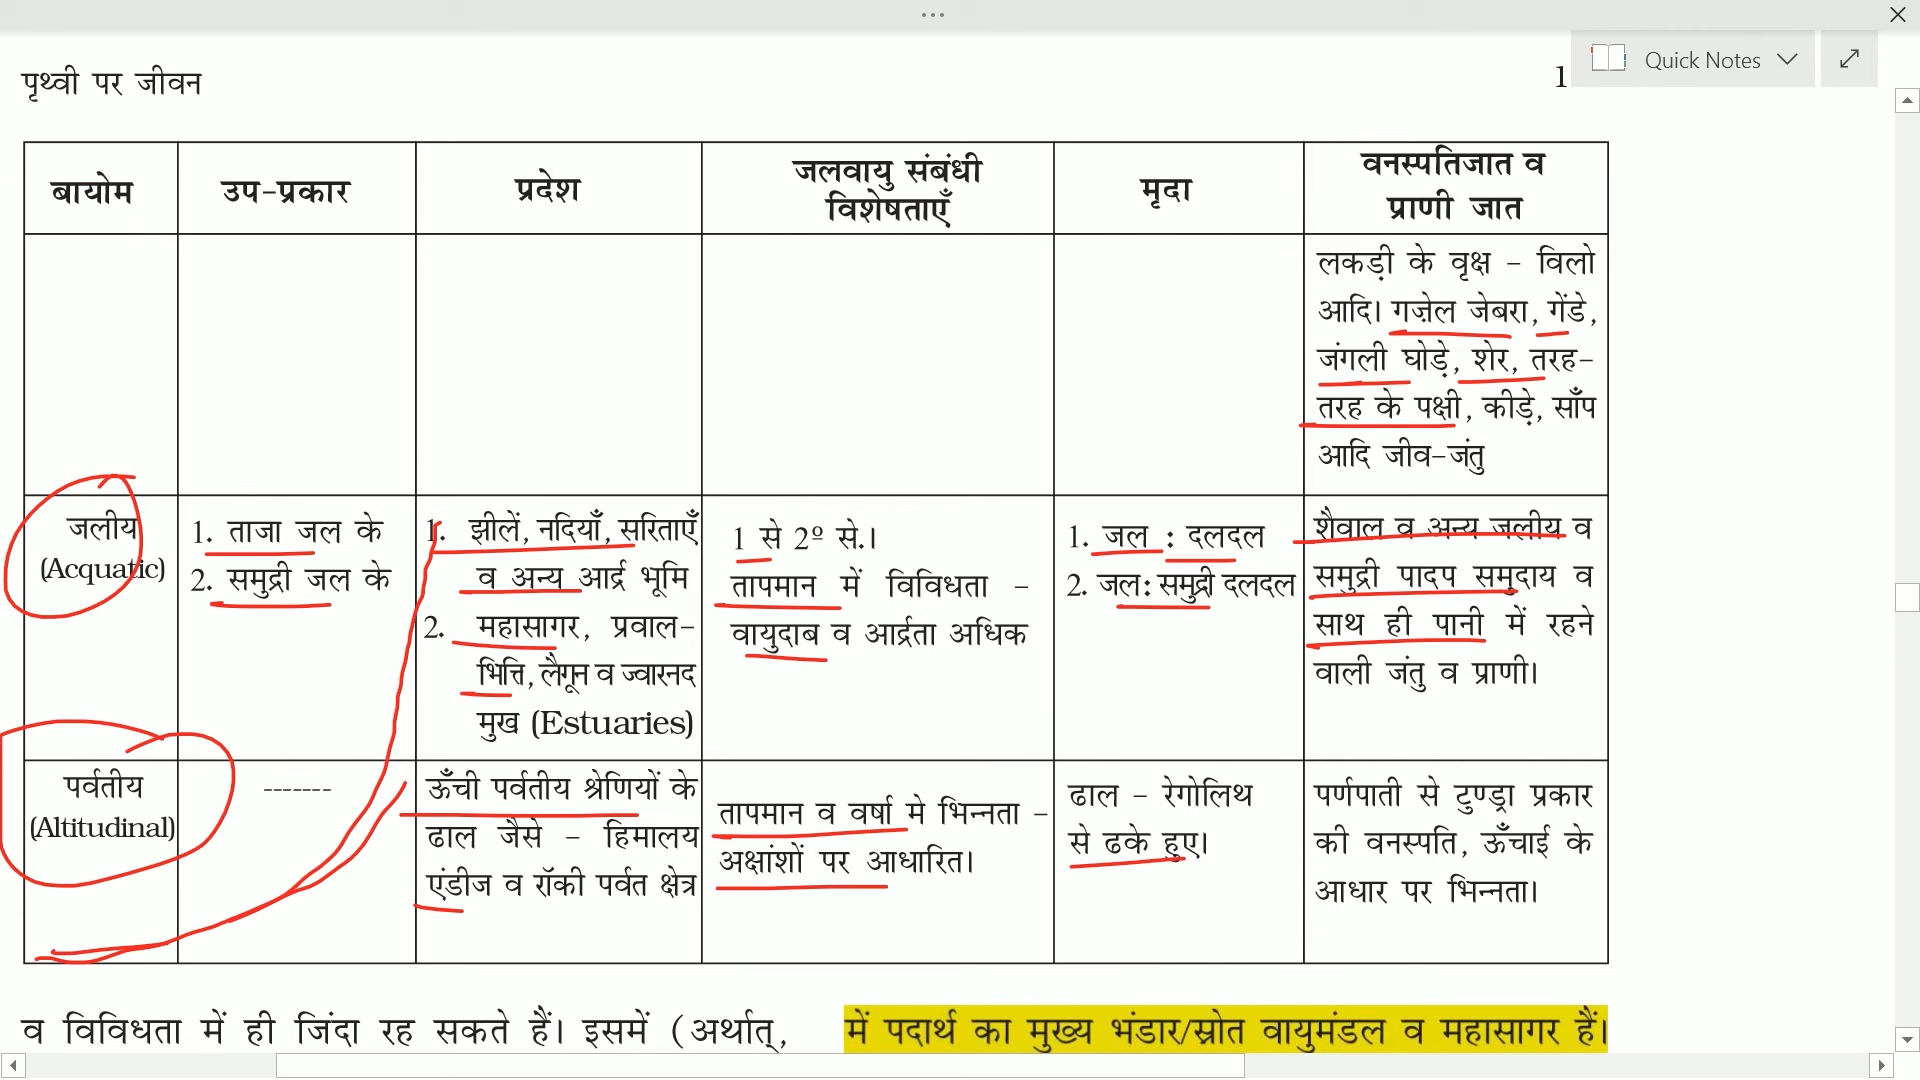 Quick Notes
पृथ्वी पर जीवन
1
बायोम
उप-प्रकार
प्रदेश
जलवायु संबंधी
विशेषताएँ
मृदा
वनस्पतिजात व
प्राणी जात
लकड़ी के वृक्ष - विलो
आदि। गज़ेल जेबरा, गेंडे,
जंगली घोड़े, शेर, तरह-
तरह के पक्षी, कीड़े, साँप
आदि जीव-जंतु
जलीय
(Acquatic)
1. ताजा जल के
2. समुद्री जल के
1. झीलें, नदियाँ, सरिताएँ
व अन्य आर्द्र भूमि
2. महासागर, प्रवाल-
भित्ति, लैगून व ज्वारनद
मुख (Estuaries)
1 से 2º से.।
तापमान में विविधता -
वायुदाब व आर्द्रता अधिक
1. जल : दलदल
2. जल: समुद्री दलदल
शैवाल व अन्य जलीय व
समुद्री पादप समुदाय व
साथ ही पानी में रहने
वाली जंतु व प्राणी।
पर्वतीय
(Altitudinal)
-------
ऊँची पर्वतीय श्रेणियों के
ढाल जैसे - हिमालय
एंडीज व रॉकी पर्वत क्षेत्र
तापमान व वर्षा मे भिन्नता -
अक्षांशों पर आधारित।
ढाल - रेगोलिथ
से ढके हुए।
पर्णपाती से टुण्ड्रा प्रकार
की वनस्पति, ऊँचाई के
आधार पर भिन्नता।
व विविधता में ही जिंदा रह सकते हैं। इसमें (अर्थात्,
में पदार्थ का मुख्य भंडार/स्रोत वायुमंडल व महासागर हैं।